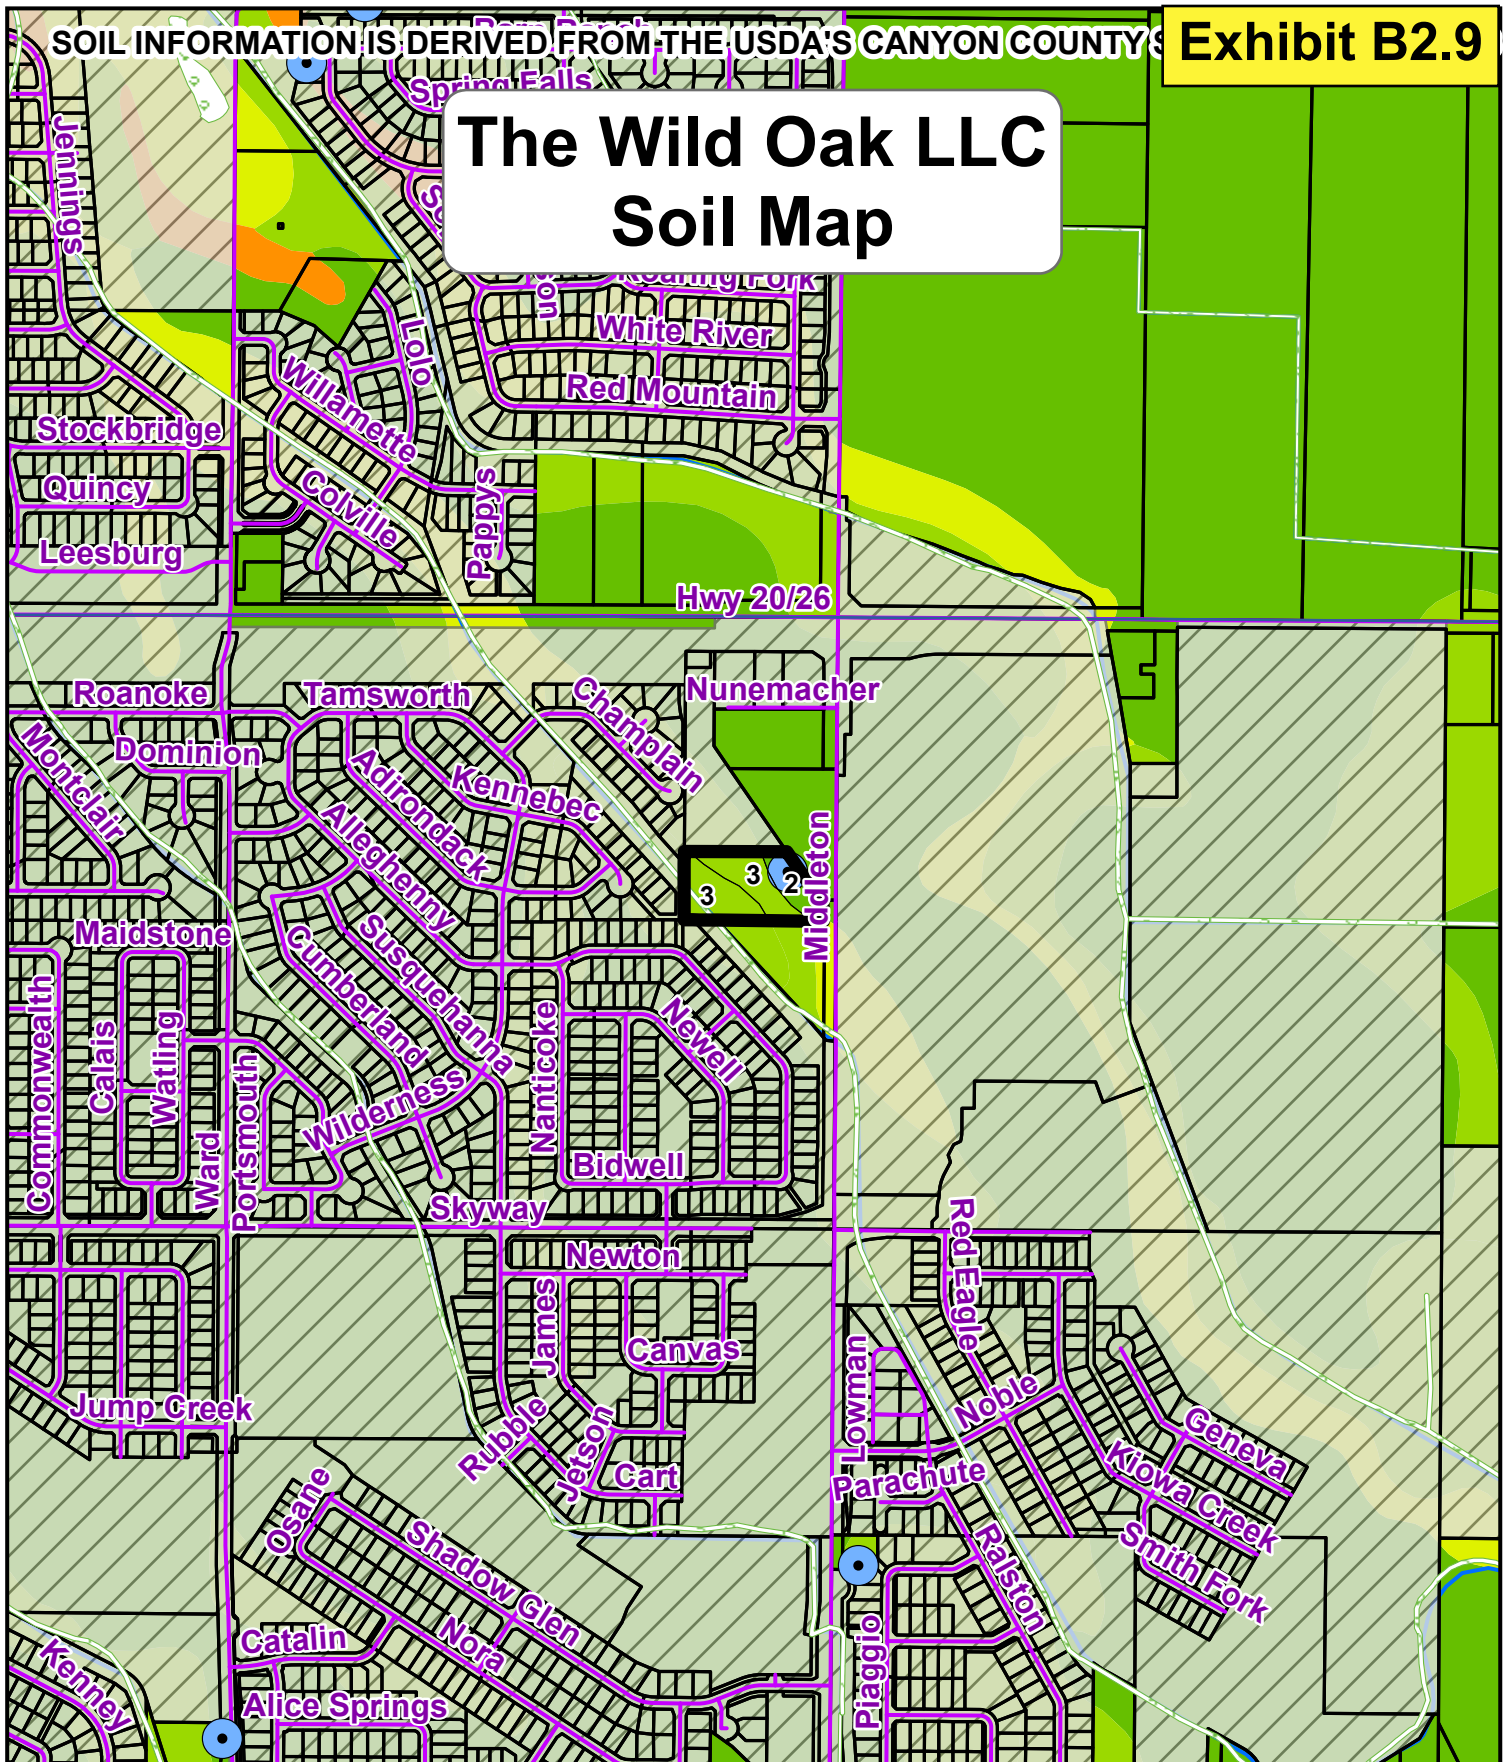 SOIL INFORMATION IS DERIVED FROM THE USDA'S CANYON COUNTY
Exhibit B2.9
Spring Falls
The Wild Oak LLC
Soil Map
Jennings
Roaring Fork
White River
Lolo
Red Mountain
Willamette
Stockbridge
Quincy
Colville
Pappys
Leesburg
Hwy 20/26
Roanoke
Tamsworth
Champlain
Nunemacher
Montclair
Dominion
Adirondack
Kennebec
Alleghenny
Middleton
3
3
2
Maidstone
Cumberland
Susquehanna
Commonwealth
Calais
Watling
Nanticoke
Newell
Portsmouth
Wilderness
Ward
Bidwell
Skyway
Red Eagle
Newton
James
Canvas
Lowman
Jump Creek
Noble
Rubble
Jetson
Geneva
Cart
Parachute
Kiowa Creek
Osane
Shadow Glen
Ralston
Smith Fork
Catalin
Nora
Piaggio
Kenney
Alice Springs